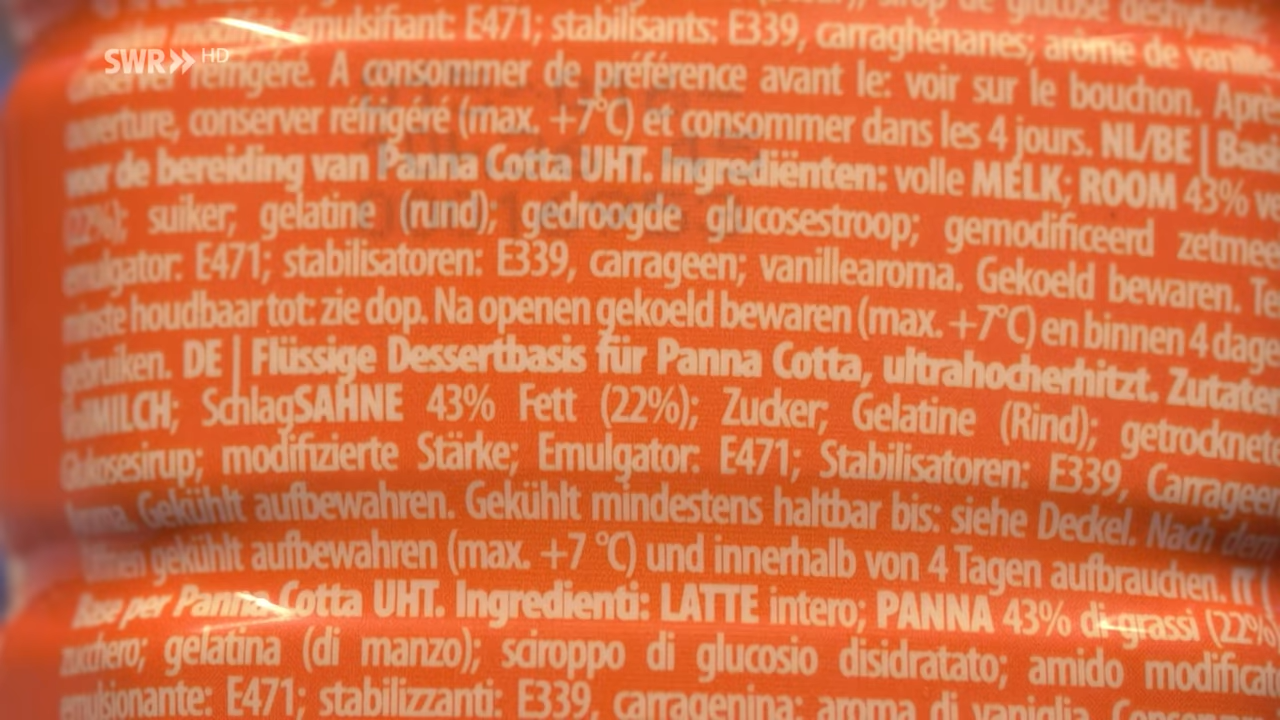 SWR HD
émulsifiant: E471; stabilisants: E339, carraghénanes; arôme de vanille.
conserver réfrigéré. A consommer de préférence avant le: voir sur le bouchon. Après
ouverture, conserver réfrigéré (max. +7°C) et consommer dans les 4 jours. NL/BE | Basis
voor de bereiding van Panna Cotta UHT. Ingrediënten: volle MELK; ROOM 43%
(22%); suiker; gelatine (rund); gedroogde glucosestroop; gemodificeerd zetmee
emulgator: E471; stabilisatoren: E339, carrageen; vanillearoma. Gekoeld bewaren. Te
minste houdbaar tot: zie dop. Na openen gekoeld bewaren (max. +7°C) en binnen 4 dage
gebruiken. DE | Flüssige Dessertbasis für Panna Cotta, ultrahocherhitzt. Zutaten
MILCH; SchlagSAHNE 43% Fett (22%); Zucker; Gelatine (Rind); getrocknete
Glukosesirup; modifizierte Stärke; Emulgator: E471; Stabilisatoren: E339, Carrageen
Aroma. Gekühlt aufbewahren. Gekühlt mindestens haltbar bis: siehe Deckel. Nach dem
Öffnen gekühlt aufbewahren (max. +7 °C) und innerhalb von 4 Tagen aufbrauchen. IT
Base per Panna Cotta UHT. Ingredienti: LATTE intero; PANNA 43% di grassi (22%
zucchero; gelatina (di manzo); sciroppo di glucosio disidratato; amido modificat
emulsionante: E471; stabilizzanti: E339, carragenina; aroma di vaniglia.